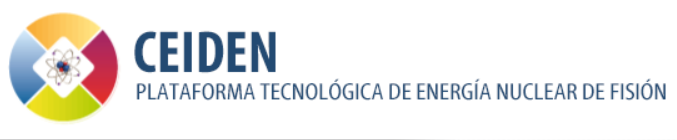 CEIDEN
PLATAFORMA TECNOLÓGICA DE ENERGÍA NUCLEAR DE FISIÓN